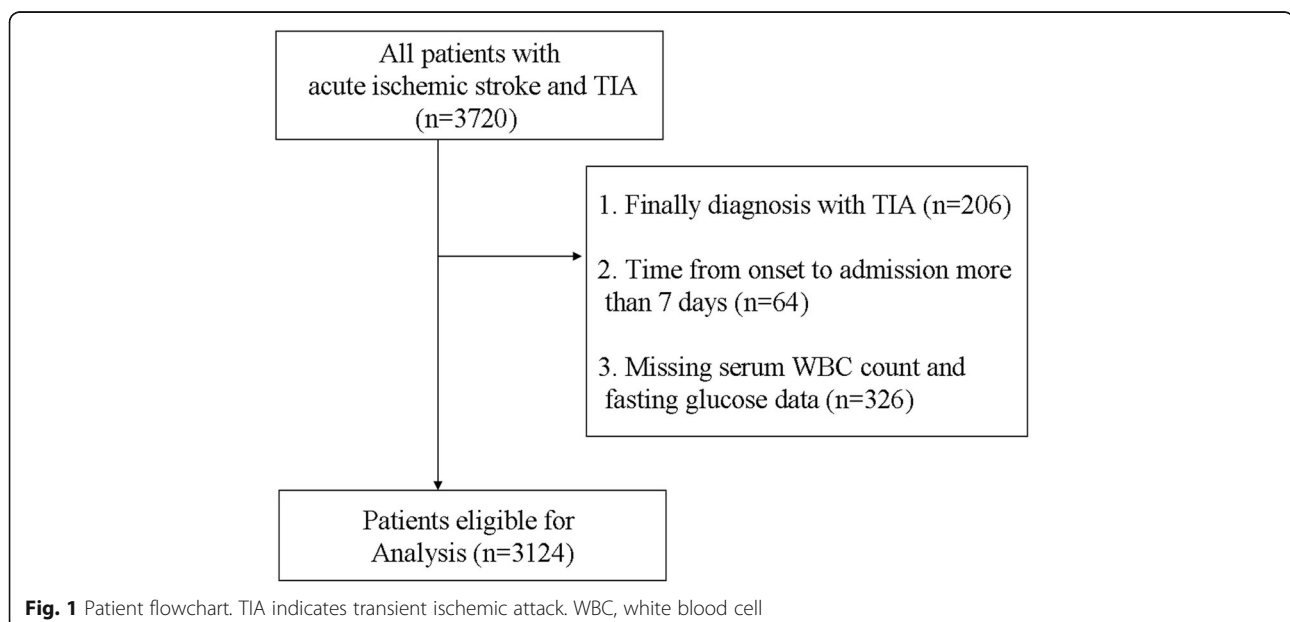 All patients with
acute ischemic stroke and TIA
(n=3720)
1. Finally diagnosis with TIA (n=206)
2. Time from onset to admission more
than 7 days (n=64)
3. Missing serum WBC count and
fasting glucose data (n=326)
Patients eligible for
Analysis (n=3124)
Fig. 1 Patient flowchart. TIA indicates transient ischemic attack. WBC, white blood cell